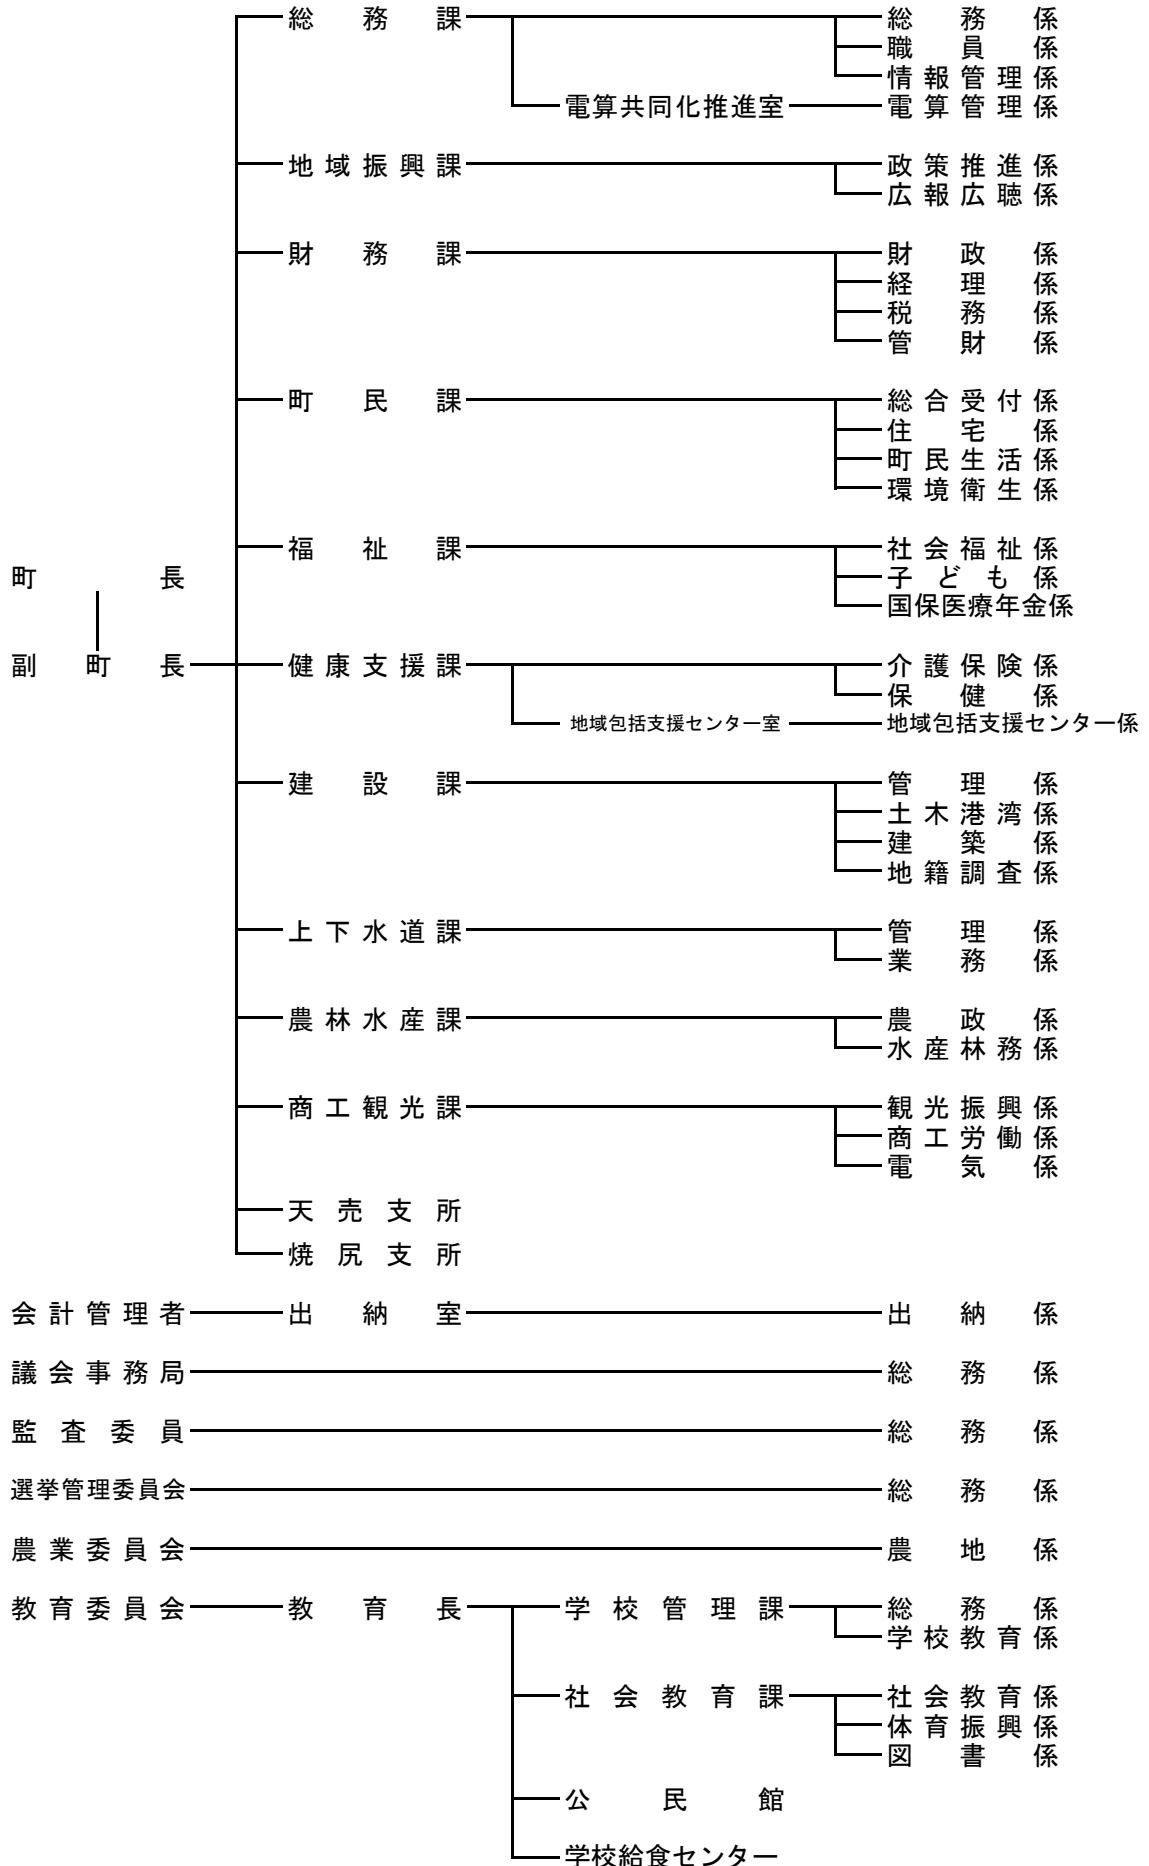 総務課 総務係
職員係
情報管理係
電算共同化推進室 電算管理係
地域振興課 政策推進係
広報広聴係
財務課 財政係
経理係
税務係
管財係
町民課 総合受付係
住宅係
町民生活係
環境衛生係
福祉課 社会福祉係
町長 子ども係
国保医療年金係
副町長 健康支援課 介護保険係
保健係
地域包括支援センター室 地域包括支援センター係
建設課 管理係
土木港湾係
建築係
地籍調査係
上下水道課 管理係
業務係
農林水産課 農政係
水産林務係
商工観光課 観光振興係
商工労働係
電気係
天売支所
焼尻支所
会計管理者 出納室 出納係
議会事務局 総務係
監査委員 総務係
選挙管理委員会 総務係
農業委員会 農地係
教育委員会 教育長 学校管理課 総務係
学校教育係
社会教育課 社会教育係
体育振興係
図書係
公民館
学校給食センター